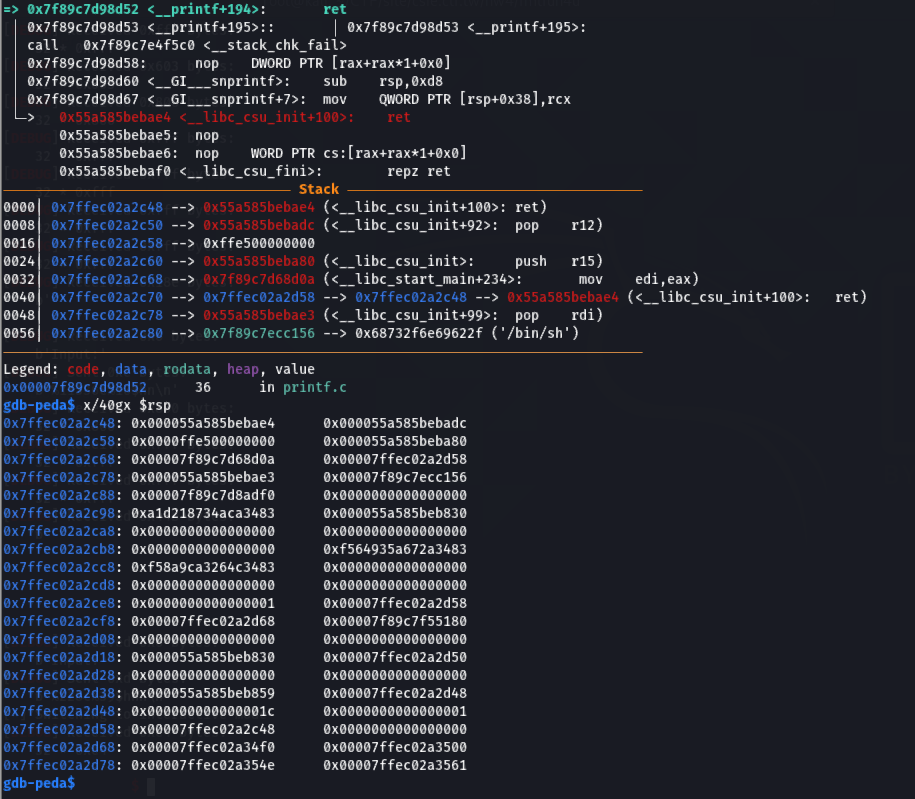 => 0x7f89c7d98d52 <__printf+194>: ret
| 0x7f89c7d98d53 <__printf+195>:: | 0x7f89c7d98d53 <__printf+195>:
call 0x7f89c7e4f5c0 <__stack_chk_fail>
0x7f89c7d98d58: nop DWORD PTR [rax+rax*1+0x0]
0x7f89c7d98d60 <__GI___snprintf>: sub rsp,0xd8
0x7f89c7d98d67 <__GI___snprintf+7>: mov QWORD PTR [rsp+0x38],rcx
|-> 0x55a585bebae4 <__libc_csu_init+100>: ret
0x55a585bebae5: nop
0x55a585bebae6: nop WORD PTR cs:[rax+rax*1+0x0]
0x55a585bebaf0 <__libc_csu_fini>: repz ret
Stack
0000| 0x7ffec02a2c48 --> 0x55a585bebae4 (<__libc_csu_init+100>: ret)
0008| 0x7ffec02a2c50 --> 0x55a585bebadc (<__libc_csu_init+92>: pop r12)
0016| 0x7ffec02a2c58 --> 0xffe500000000
0024| 0x7ffec02a2c60 --> 0x55a585beba80 (<__libc_csu_init>: push r15)
0032| 0x7ffec02a2c68 --> 0x7f89c7d68d0a (<__libc_start_main+234>: mov edi,eax)
0040| 0x7ffec02a2c70 --> 0x7ffec02a2d58 --> 0x7ffec02a2c48 --> 0x55a585bebae4 (<__libc_csu_init+100>: ret)
0048| 0x7ffec02a2c78 --> 0x55a585bebae3 (<__libc_csu_init+99>: pop rdi)
0056| 0x7ffec02a2c80 --> 0x7f89c7ecc156 --> 0x68732f6e69622f ('/bin/sh')
Legend: code, data, rodata, heap, value
0x00007f89c7d98d52 36 in printf.c
gdb-peda$ x/40gx $rsp
0x7ffec02a2c48: 0x000055a585bebae4 0x000055a585bebadc
0x7ffec02a2c58: 0x0000ffe500000000 0x000055a585beba80
0x7ffec02a2c68: 0x00007f89c7d68d0a 0x00007ffec02a2d58
0x7ffec02a2c78: 0x000055a585bebae3 0x00007f89c7ecc156
0x7ffec02a2c88: 0x00007f89c7d8adf0 0x0000000000000000
0x7ffec02a2c98: 0xa1d218734aca3483 0x000055a585beb830
0x7ffec02a2ca8: 0x0000000000000000 0x0000000000000000
0x7ffec02a2cb8: 0x0000000000000000 0xf564935a672a3483
0x7ffec02a2cc8: 0xf58a9ca3264c3483 0x0000000000000000
0x7ffec02a2cd8: 0x0000000000000000 0x0000000000000000
0x7ffec02a2ce8: 0x0000000000000001 0x00007ffec02a2d58
0x7ffec02a2cf8: 0x00007ffec02a2d68 0x00007f89c7f55180
0x7ffec02a2d08: 0x0000000000000000 0x0000000000000000
0x7ffec02a2d18: 0x000055a585beb830 0x00007ffec02a2d50
0x7ffec02a2d28: 0x0000000000000000 0x0000000000000000
0x7ffec02a2d38: 0x000055a585beb859 0x00007ffec02a2d48
0x7ffec02a2d48: 0x000000000000001c 0x0000000000000001
0x7ffec02a2d58: 0x00007ffec02a2c48 0x0000000000000000
0x7ffec02a2d68: 0x00007ffec02a34f0 0x00007ffec02a3500
0x7ffec02a2d78: 0x00007ffec02a354e 0x00007ffec02a3561
gdb-peda$